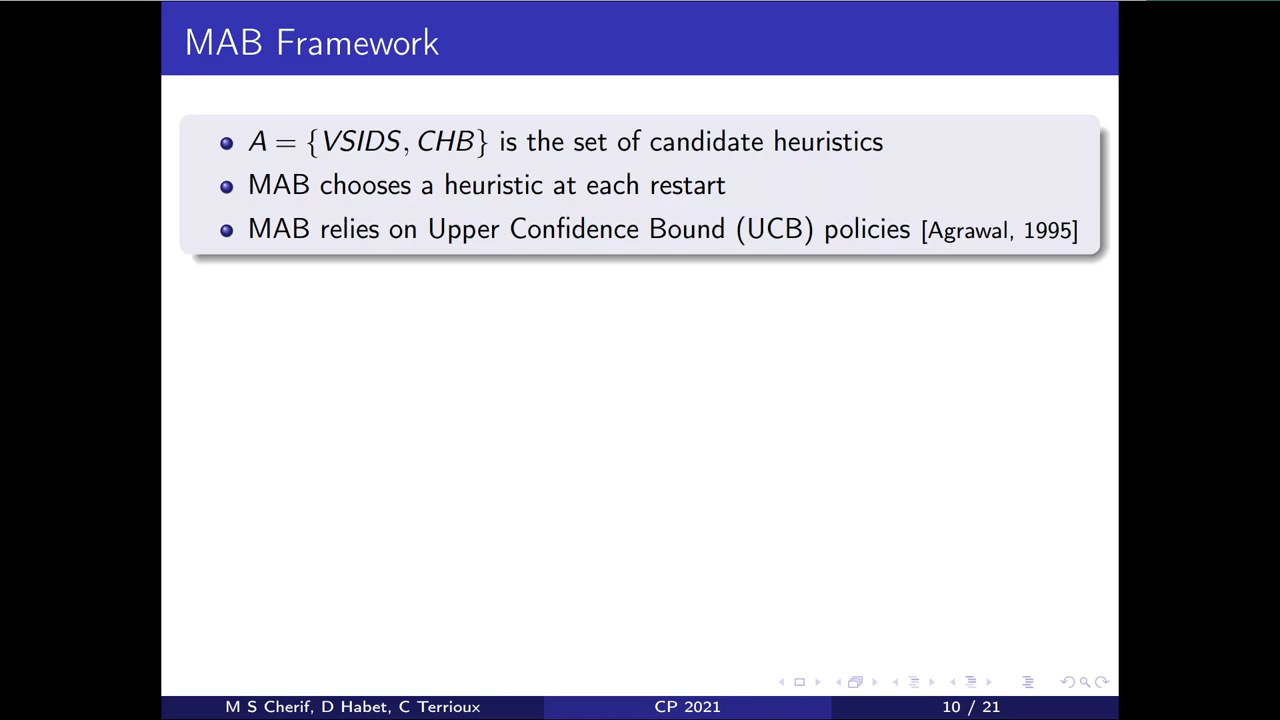 MAB Framework
A = {VSIDS, CHB} is the set of candidate heuristics
MAB chooses a heuristic at each restart
MAB relies on Upper Confidence Bound (UCB) policies [Agrawal, 1995]
M S Cherif, D Habet, C Terrioux CP 2021 10 / 21